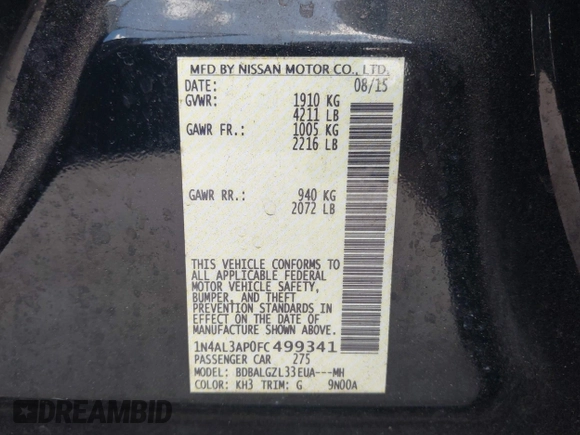 MFD BY NISSAN MOTOR CO., LTD.
DATE: 08/15
GVWR: 1910 KG
4211 LB
GAWR FR.: 1005 KG
2216 LB
GAWR RR.: 940 KG
2072 LB
THIS VEHICLE CONFORMS TO
ALL APPLICABLE FEDERAL
MOTOR VEHICLE SAFETY,
BUMPER, AND THEFT
PREVENTION STANDARDS IN
EFFECT ON THE DATE OF
MANUFACTURE SHOWN ABOVE.
1N4AL3AP0FC499341
PASSENGER CAR 275
MODEL: BDBALGZL33EUA---MH
COLOR: KH3 TRIM: G 9N00A
VIN HISTORY